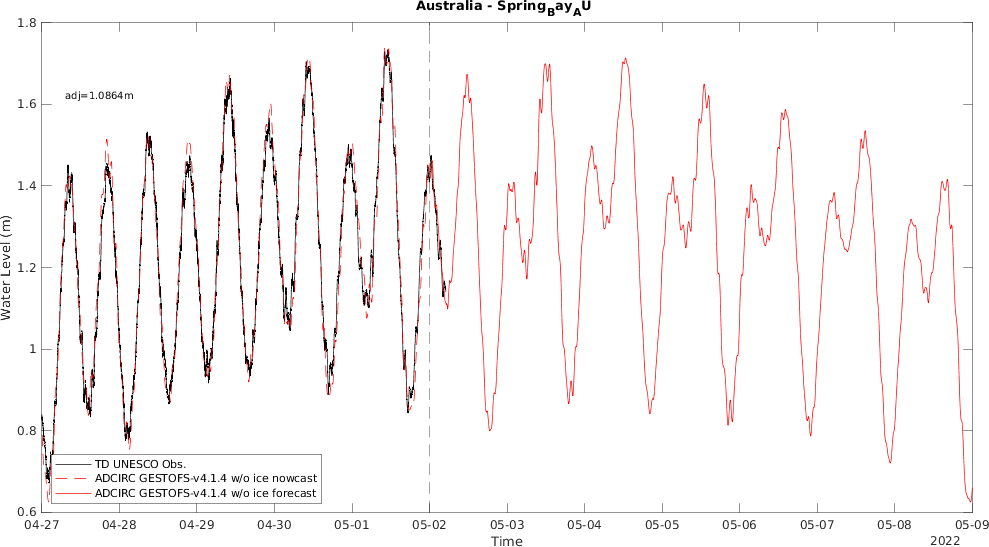 Australia - Spring_Bay_AU
1.8
1.6
1.4
1.2
1
0.8
0.6
Water Level (m)
adj=1.0864m
TD UNESCO Obs.
ADCIRC GESTOFS-v4.1.4 w/o ice nowcast
ADCIRC GESTOFS-v4.1.4 w/o ice forecast
04-27 04-28 04-29 04-30 05-01 05-02 05-03 05-04 05-05 05-06 05-07 05-08 05-09
Time
2022